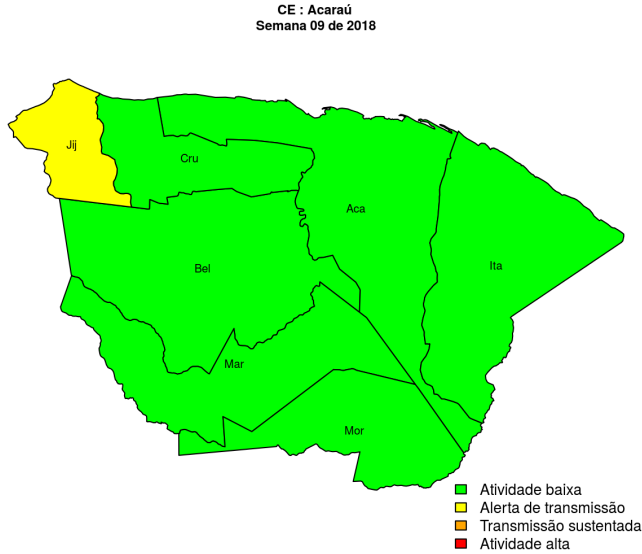 CE : Acaraú
Semana 09 de 2018
Jij
Cru
Aca
Bel
Ita
Mar
Mor
Atividade baixa
Alerta de transmissão
Transmissão sustentada
Atividade alta